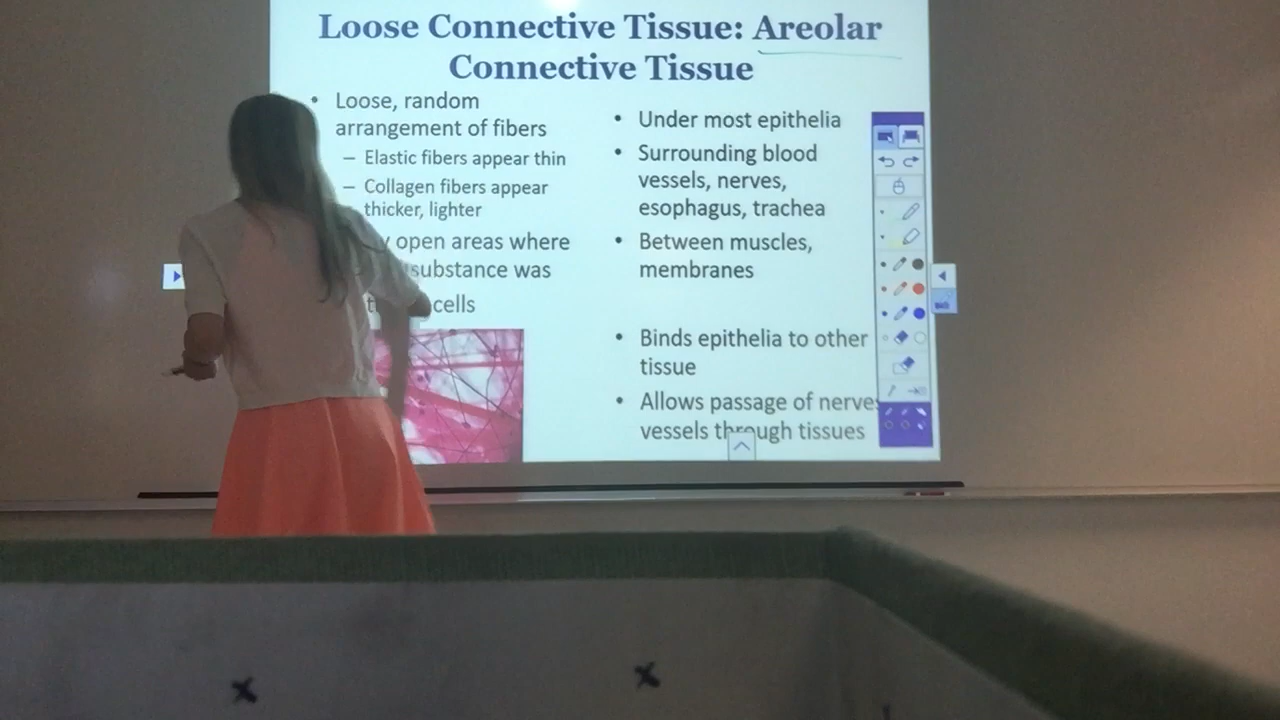 Loose Connective Tissue: Areolar
Connective Tissue
• Loose, random
arrangement of fibers
– Elastic fibers appear thin
– Collagen fibers appear
thicker, lighter
open areas where
substance was
cells
• Under most epithelia
• Surrounding blood
vessels, nerves,
esophagus, trachea
• Between muscles,
membranes
• Binds epithelia to other
tissue
• Allows passage of nerves
vessels through tissues